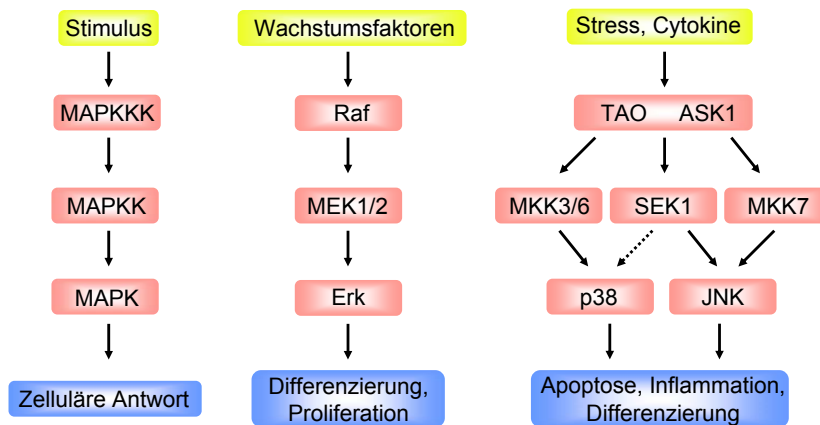 Stimulus
Wachstumsfaktoren
Stress, Cytokine
MAPKKK
Raf
TAO ASK1
MAPKK
MEK1/2
MKK3/6
SEK1
MKK7
MAPK
Erk
p38
JNK
Zelluläre Antwort
Differenzierung,
Proliferation
Apoptose, Inflammation,
Differenzierung